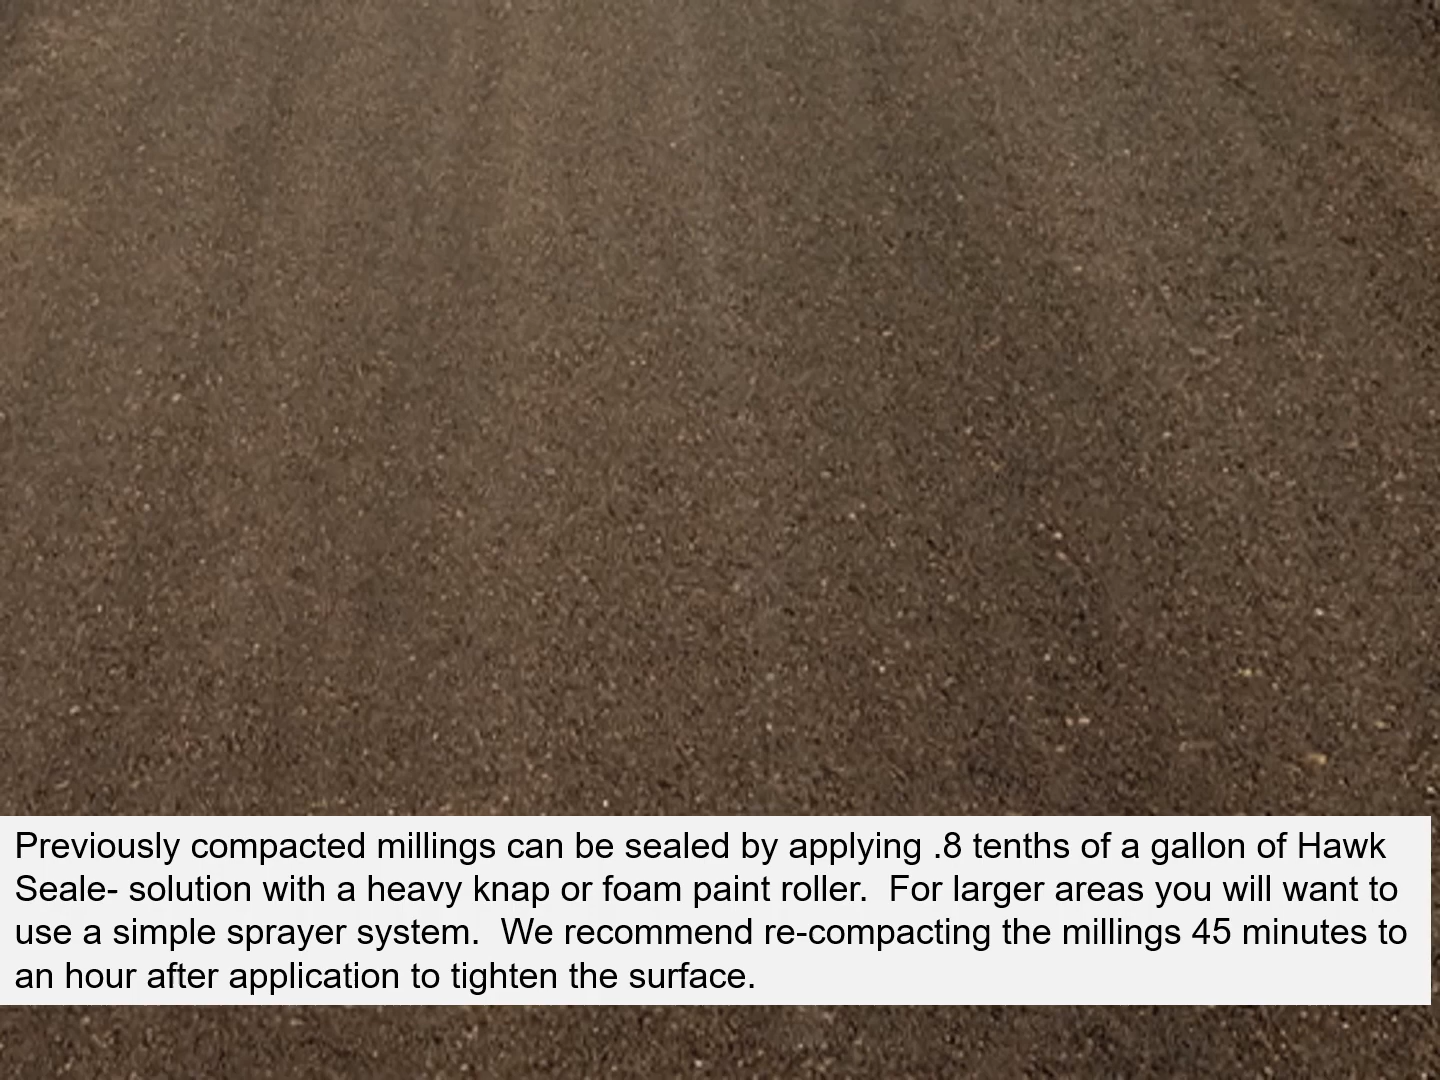 Previously compacted millings can be sealed by applying .8 tenths of a gallon of Hawk
Seale- solution with a heavy knap or foam paint roller.  For larger areas you will want to
use a simple sprayer system.  We recommend re-compacting the millings 45 minutes to
an hour after application to tighten the surface.